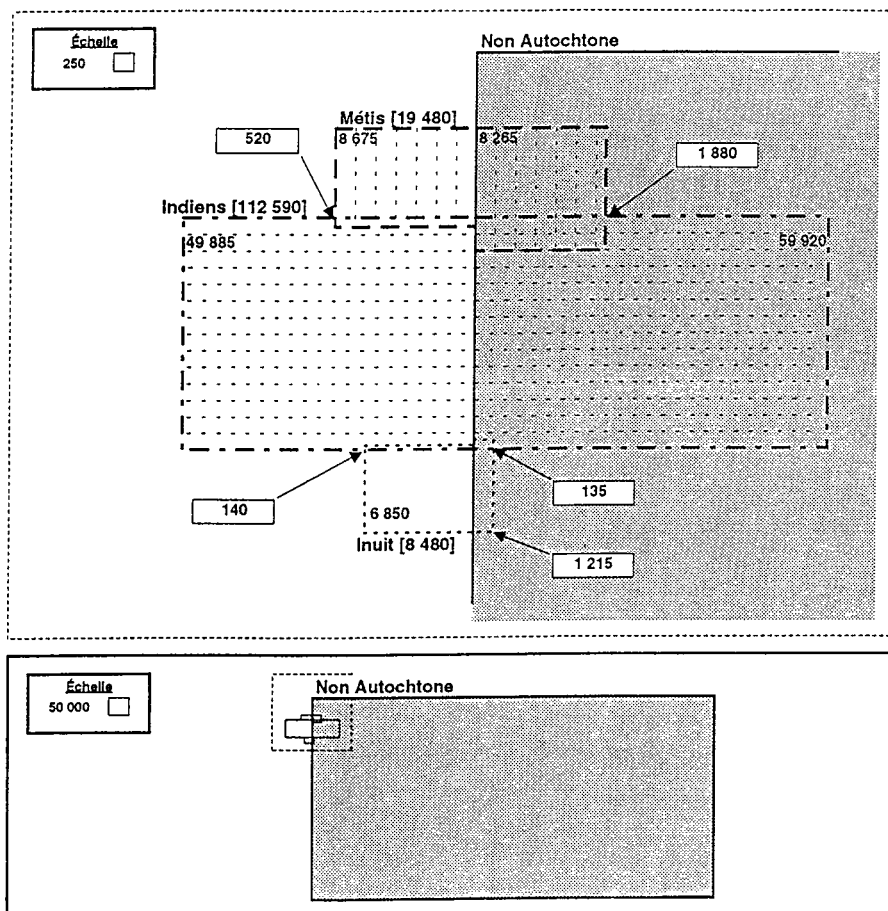 Échelle
250
Non Autochtone
Métis [19 480]
8 675
8 265
520
1 880
Indiens [112 590]
49 885
59 920
140
135
6 850
Inuit [8 480]
1 215
Échelle
50 000
Non Autochtone